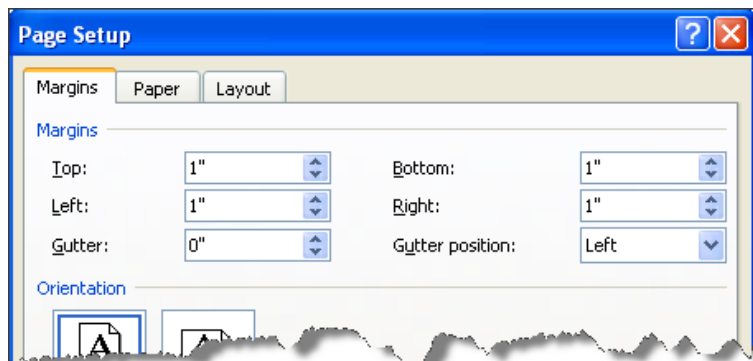 Page Setup
Margins Paper Layout
Margins
Top: 1" Bottom: 1"
Left: 1" Right: 1"
Gutter: 0" Gutter position: Left
Orientation
A